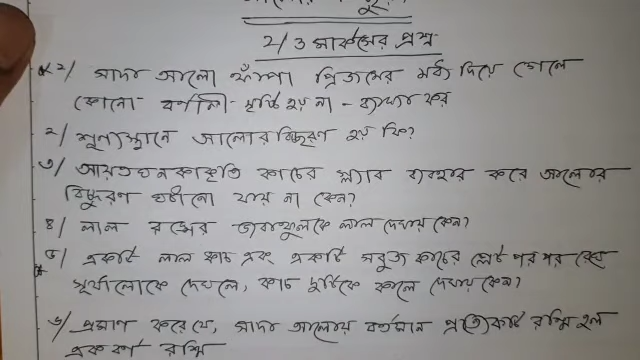 ২/৩ মার্কসের প্রশ্ন
১/ সাদা আলো ফাঁপা প্রিজমের মধ্য দিয়ে গেলে
কোনো বর্ণালী সৃষ্টি হয় না - ব্যাখ্যা কর
২/ শূন্যস্থানে আলোর বিচ্ছুরণ হয় কি?
৩/ আয়তঘনকাকৃতি কাচের স্ল্যাব ব্যবহার করে আলোর
বিচ্ছুরণ ঘটানো যায় না কেন?
৪/ লাল রঙের জবাফুলকে লাল দেখায় কেন?
৫/ একটি লাল কাচ এবং একটি সবুজ কাচের প্লেট পর পর রেখে
সূর্যালোকে দেখলে, কাচ দুটিকে কালো দেখায় কেন?
৬/ প্রমাণ কর যে, সাদা আলোয় বর্তমান প্রত্যেকটি রশ্মি হল
একবর্ণ রশ্মি